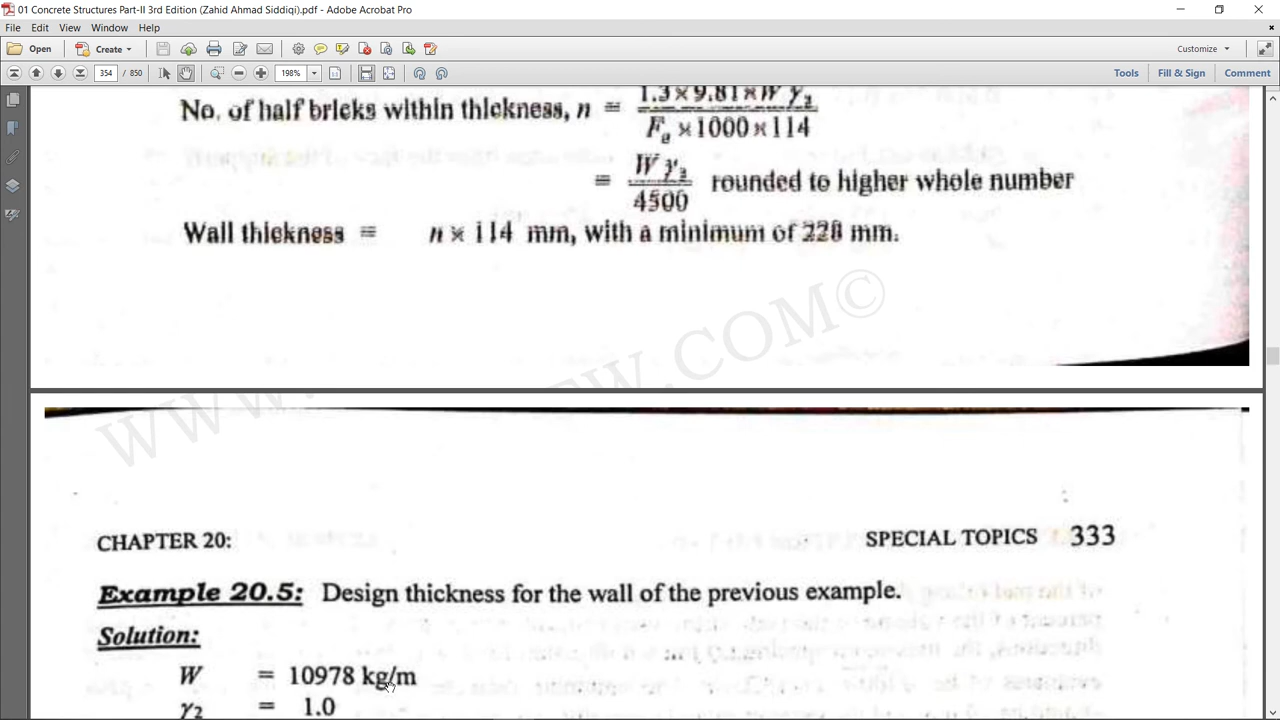 01 Concrete Structures Part-II 3rd Edition (Zahid Ahmad Siddiqi).pdf - Adobe Acrobat Pro
File Edit View Window Help
Open Create Customize
354 / 850 198% Tools Fill & Sign Comment
No. of half bricks within thickness, n = 1.3×9.81×W γ₂ / Fₐ ×1000×114
= W γ₂ / 4500 rounded to higher whole number
Wall thickness = n × 114 mm, with a minimum of 228 mm.
CHAPTER 20: SPECIAL TOPICS 333
Example 20.5: Design thickness for the wall of the previous example.
Solution:
W = 10978 kg/m
γ₂ = 1.0